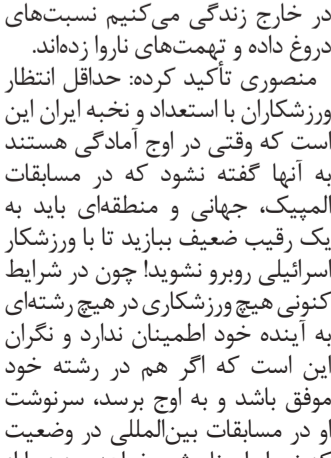 در خارج زندگی می‌کنیم نسبت‌های
دروغ داده و تهمت‌های ناروا زده‌اند.
منصوری تأکید کرده: حداقل انتظار
ورزشکاران با استعداد و نخبه ایران این
است که وقتی در اوج آمادگی هستند
به آنها گفته نشود که در مسابقات
المپیک، جهانی و منطقه‌ای باید به
یک رقیب ضعیف ببازید تا با ورزشکار
اسرائیلی روبرو نشوید! چون در شرایط
کنونی هیچ ورزشکاری در هیچ رشته‌ای
به آینده خود اطمینان ندارد و نگران
این است که اگر هم در رشته خود
موفق باشد و به اوج برسد، سرنوشت
او در مسابقات بین‌المللی در وضعیت